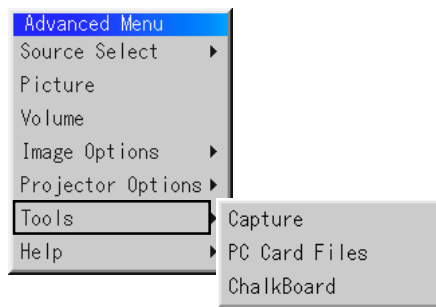 Advanced Menu
Source Select
Picture
Volume
Image Options
Projector Options
Tools
Help
Capture
PC Card Files
ChalkBoard